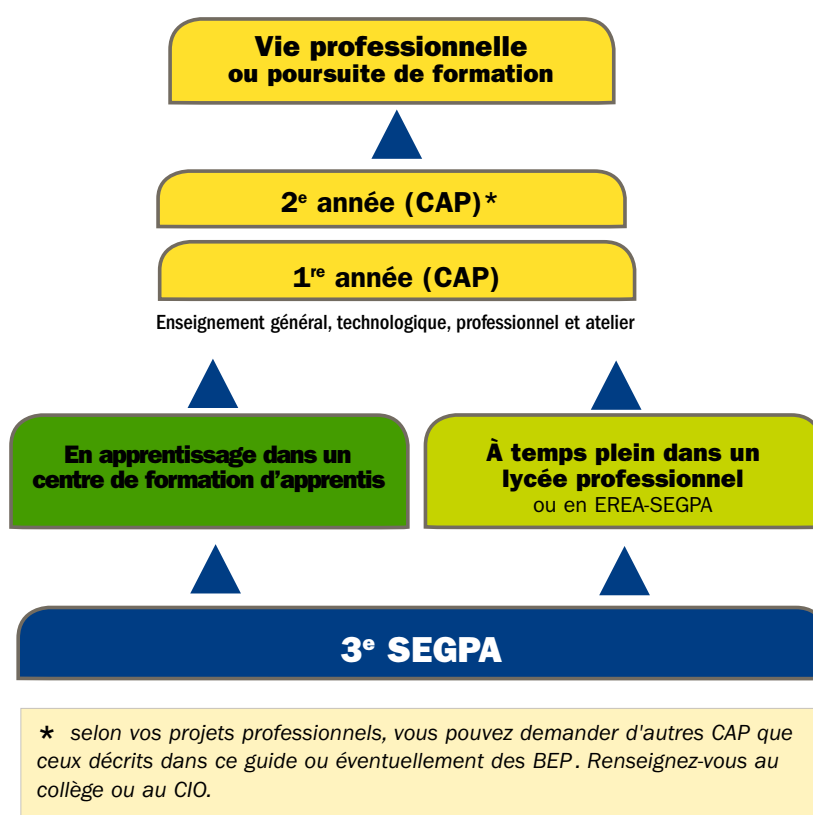 Vie professionnelle
ou poursuite de formation
2e année (CAP)*
1re année (CAP)
Enseignement général, technologique, professionnel et atelier
En apprentissage dans un
centre de formation d'apprentis
À temps plein dans un
lycée professionnel
ou en EREA-SEGPA
3e SEGPA
* selon vos projets professionnels, vous pouvez demander d'autres CAP que
ceux décrits dans ce guide ou éventuellement des BEP. Renseignez-vous au
collège ou au CIO.